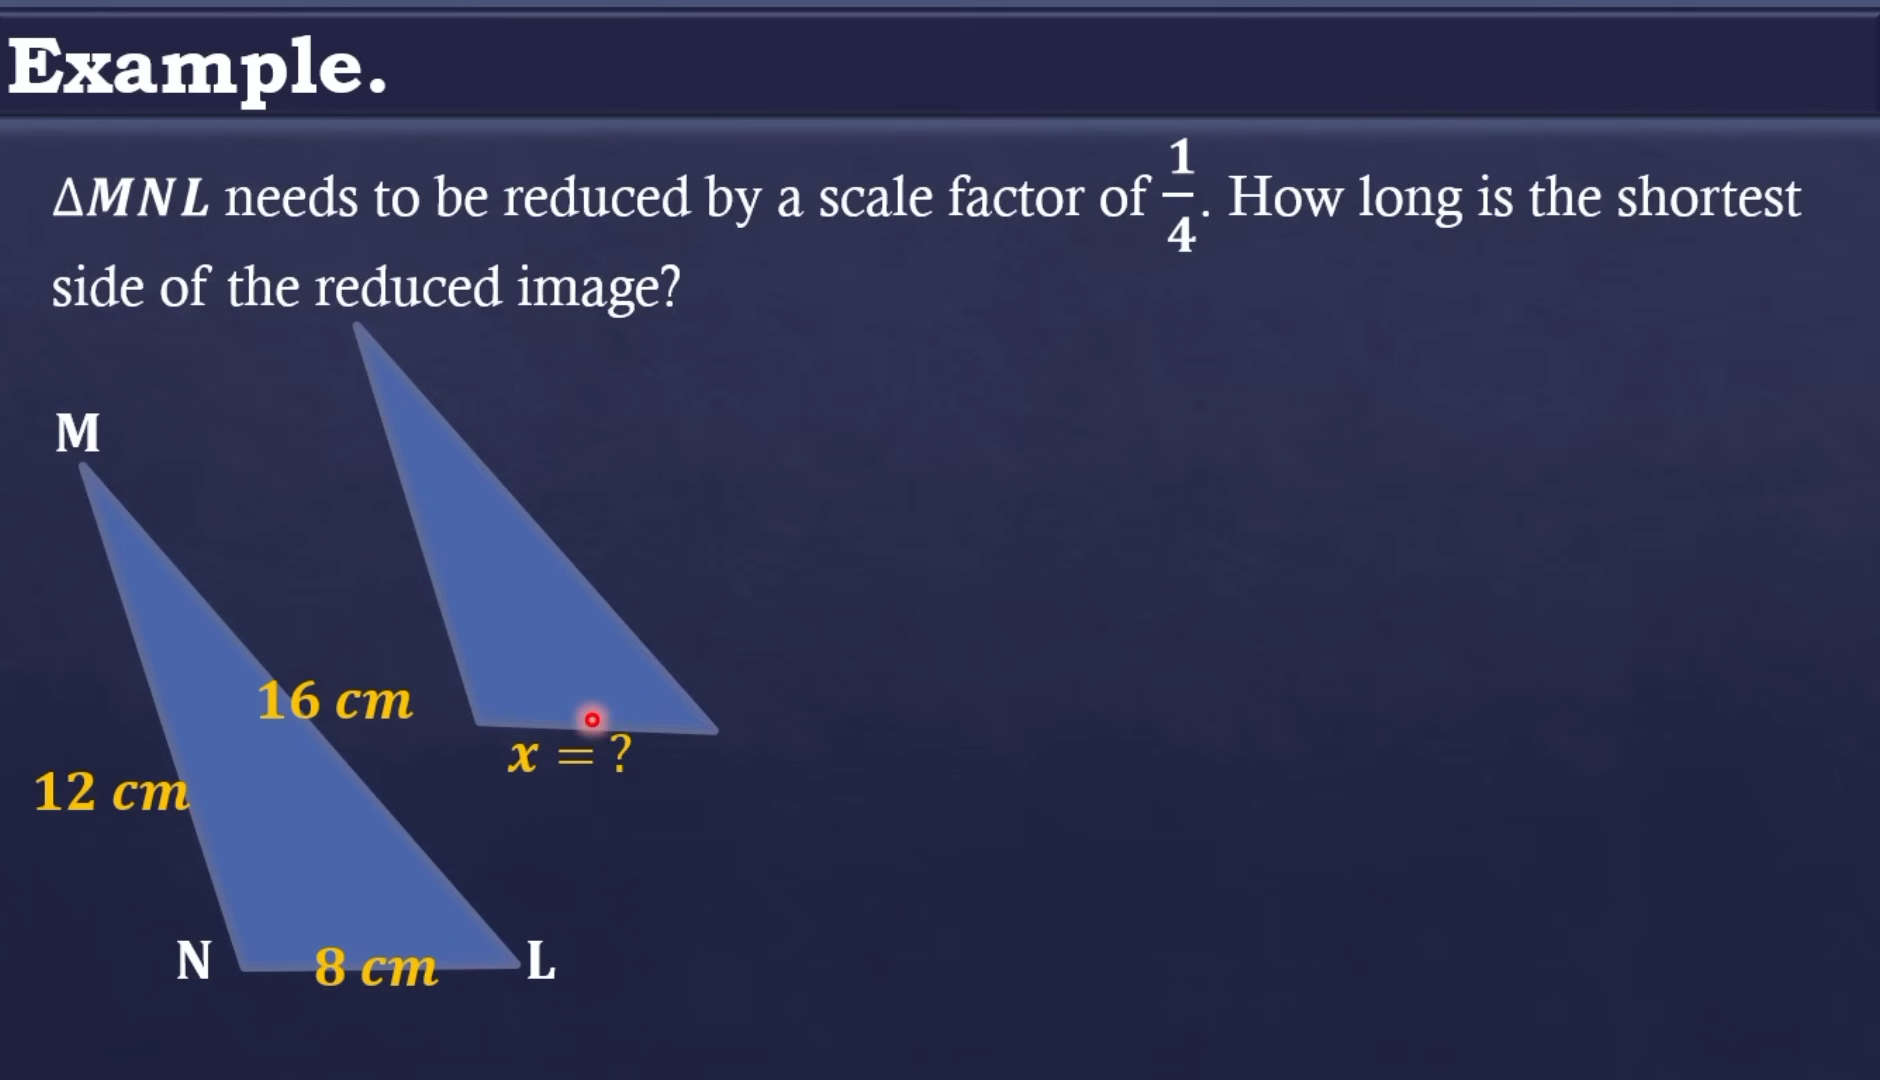 Example.
ΔMNL needs to be reduced by a scale factor of 1/4. How long is the shortest
side of the reduced image?
M
16 cm
x = ?
12 cm
N
8 cm
L